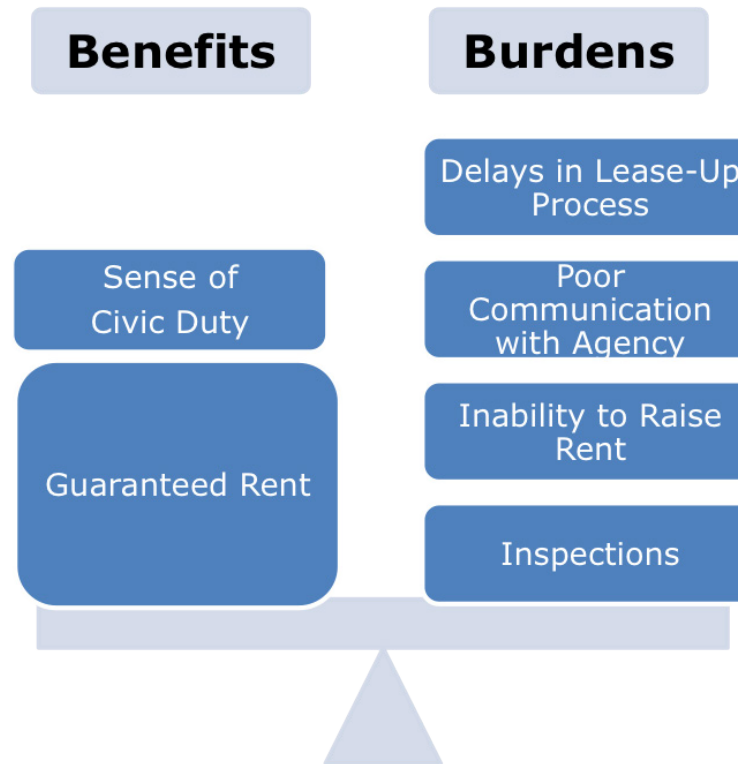 Benefits
Burdens
Sense of
Civic Duty
Guaranteed Rent
Delays in Lease-Up
Process
Poor
Communication
with Agency
Inability to Raise
Rent
Inspections